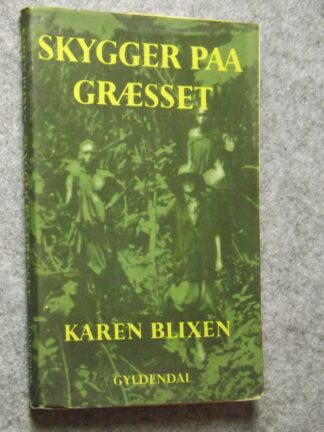 SKYGGER PAA
GRÆSSET
KAREN BLIXEN
GYLDENDAL